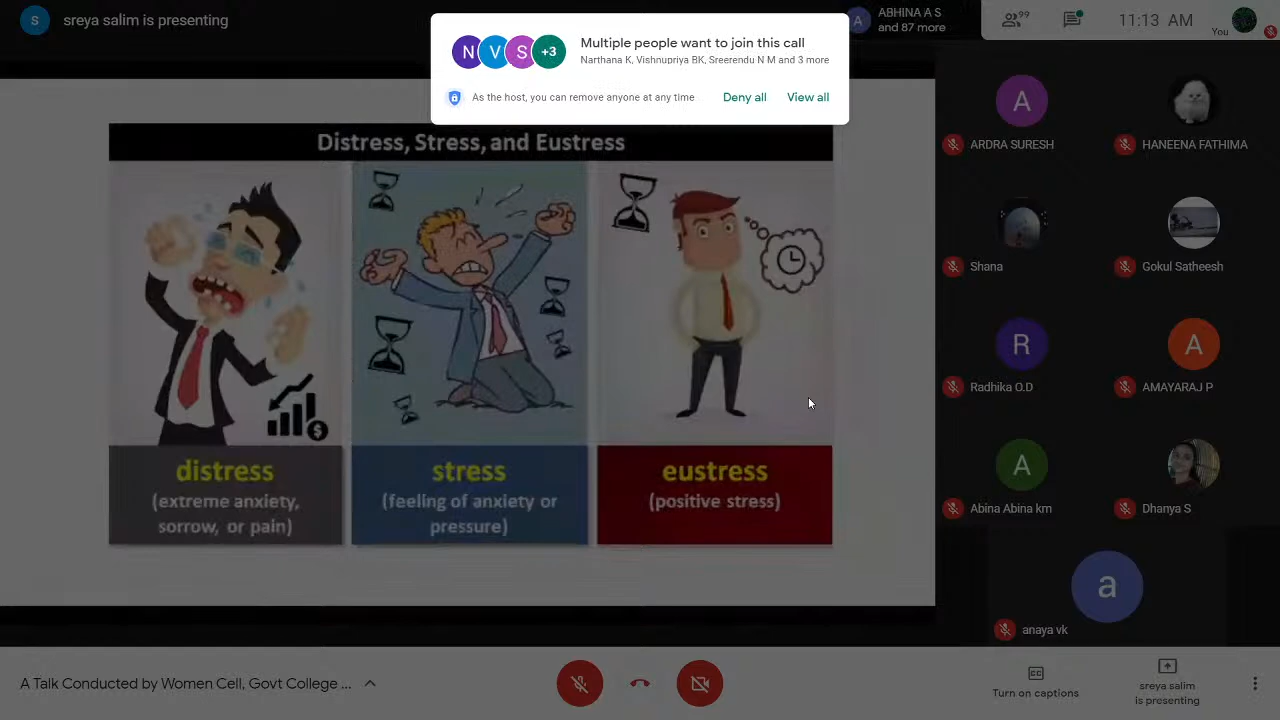 s
sreya salim is presenting
N V S +3
Multiple people want to join this call
Narthana K, Vishnupriya BK, Sreerendu N M and 3 more
As the host, you can remove anyone at any time
Deny all
View all
A
ABHINA A S
and 87 more
99
11:13 AM
You
Distress, Stress, and Eustress
$
distress
(extreme anxiety,
sorrow, or pain)
stress
(feeling of anxiety or
pressure)
eustress
(positive stress)
A
ARDRA SURESH
HANEENA FATHIMA
Shana
Gokul Satheesh
R
Radhika O.D
A
AMAYARAJ P
A
Abina Abina km
Dhanya S
a
anaya vk
A Talk Conducted by Women Cell, Govt College ...
CC
Turn on captions
sreya salim
is presenting